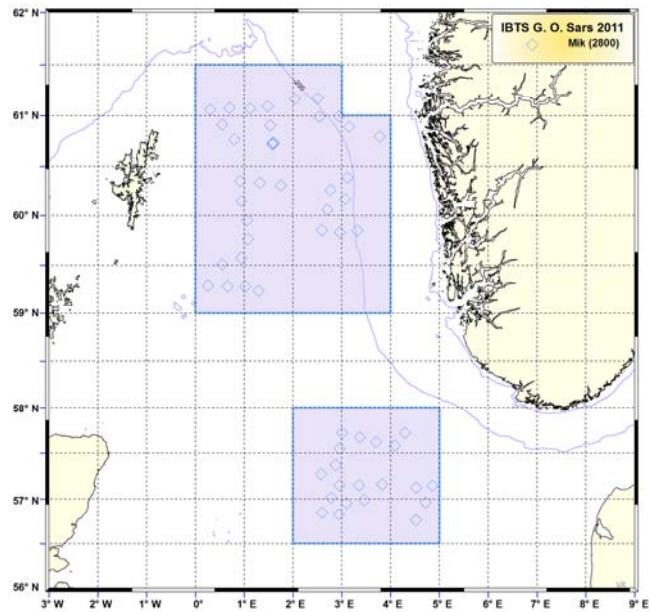 62° N
IBTS G. O. Sars 2011
Mik (2800)
61° N
60° N
59° N
58° N
57° N
56° N
3° W
2° W
1° W
0°
1° E
2° E
3° E
4° E
5° E
6° E
7° E
8° E
9° E